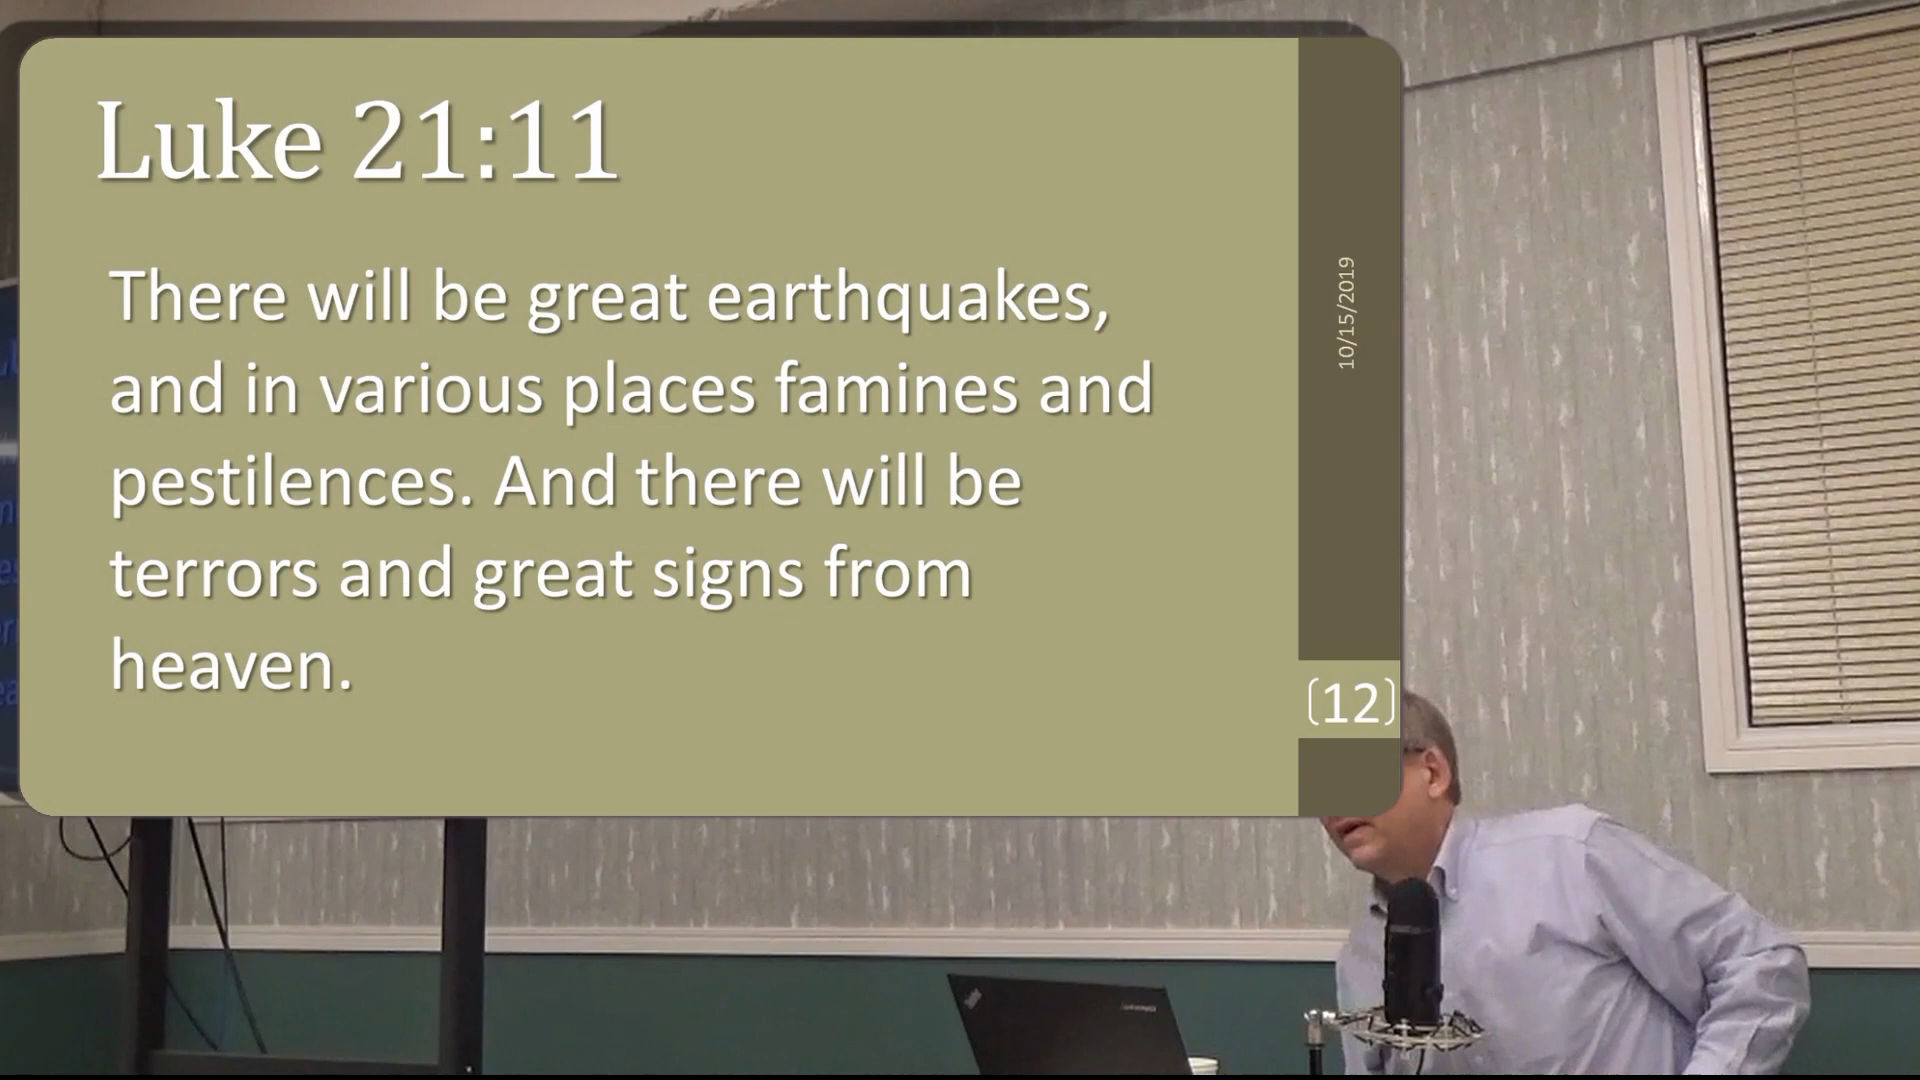 Luke 21:11
There will be great earthquakes,
and in various places famines and
pestilences. And there will be
terrors and great signs from
heaven.
10/15/2019
12